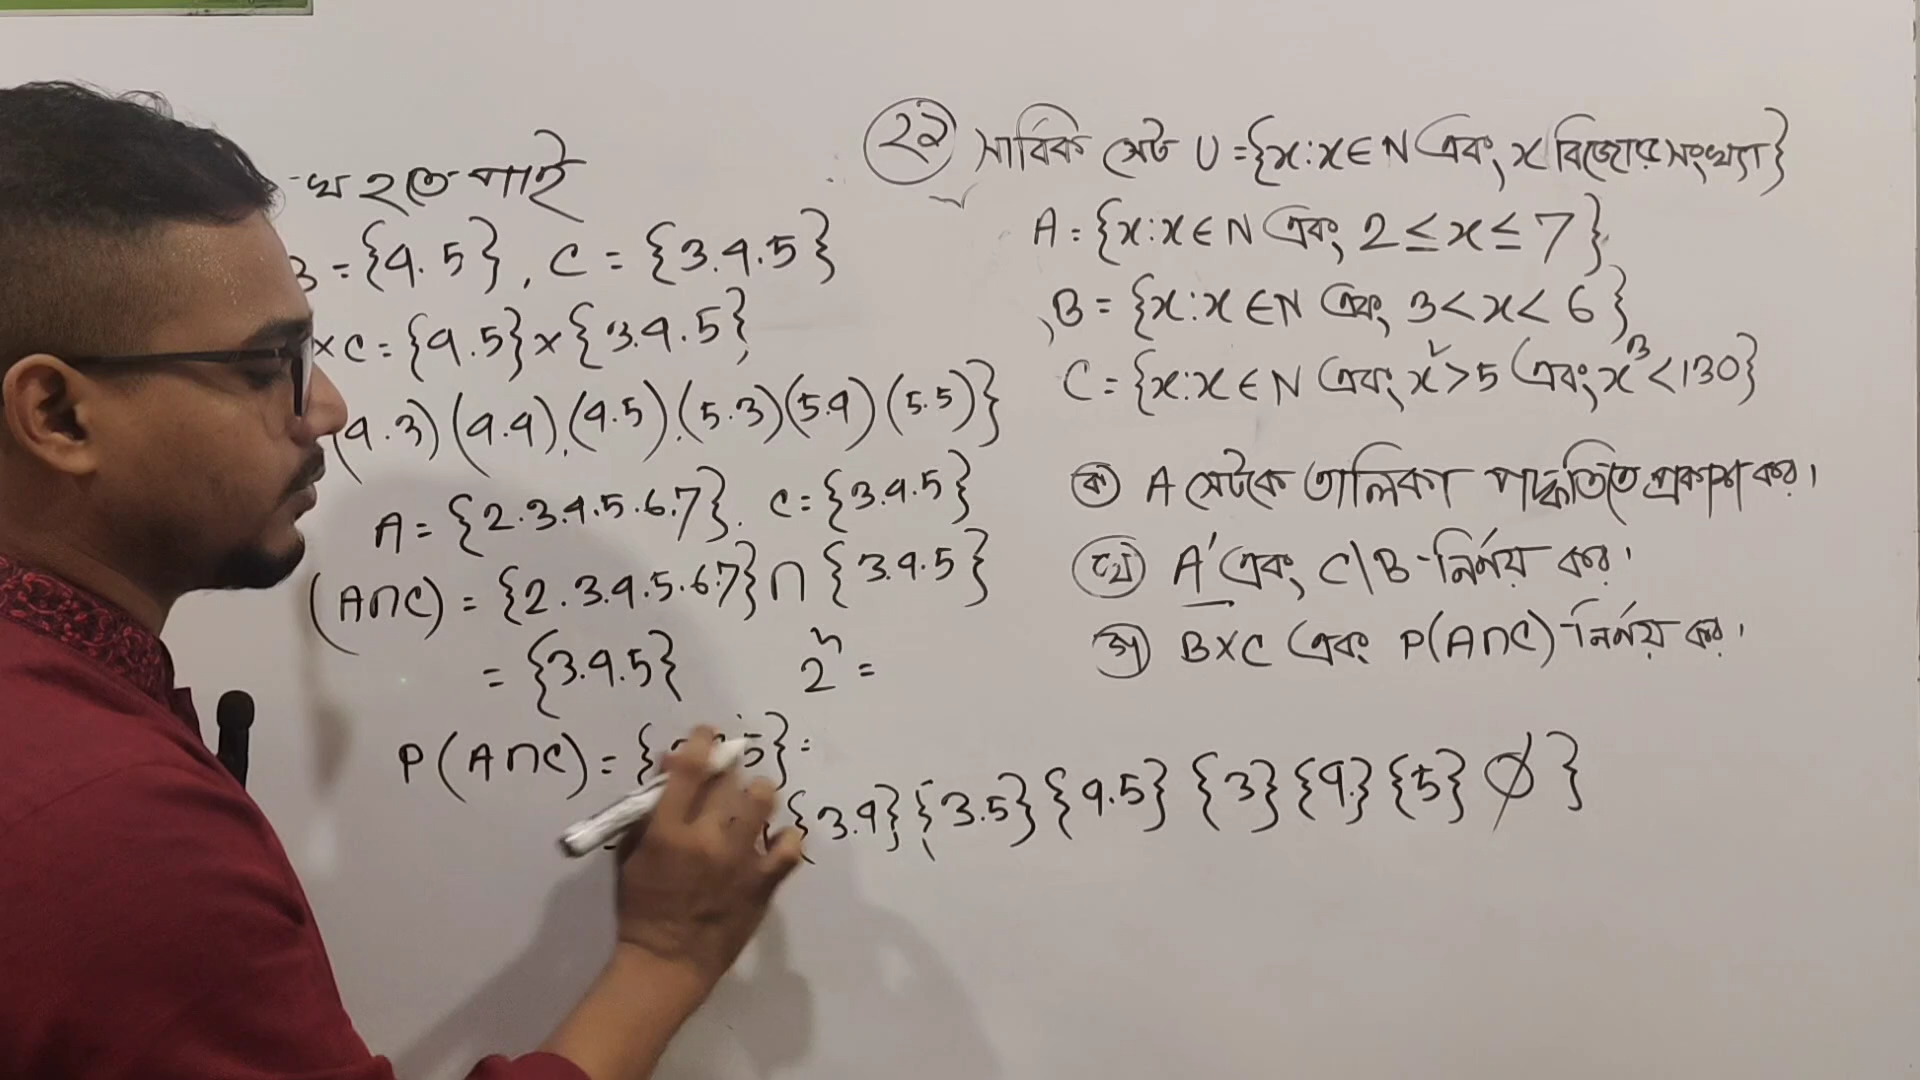 খ হতে পাই
B = {4.5}, C = {3.4.5}
×C = {4.5}×{3.4.5}
(4.3)(4.4).(4.5).(5.3)(5.4)(5.5)}
A = {2.3.4.5.6.7}. C = {3.4.5}
(A∩C) = {2.3.4.5.6.7}∩{3.4.5}
= {3.4.5} 2ⁿ =
P(A∩C) = { 5} =
{3.4}{3.5}{4.5} {3}{4}{5} ∅ }
২২ সার্বিক সেট U = {x:x∈N এবং x বিজোর সংখ্যা}
A = {x:x∈N এবং 2≤x≤7}
B = {x:x∈N এবং 3<x<6}
C = {x:x∈N এবং x²>5 এবং x³<130}
ক A সেটকে তালিকা পদ্ধতিতে প্রকাশ কর।
খ A′ এবং C\B নির্ণয় কর।
গ B×C এবং P(A∩C) নির্ণয় কর।